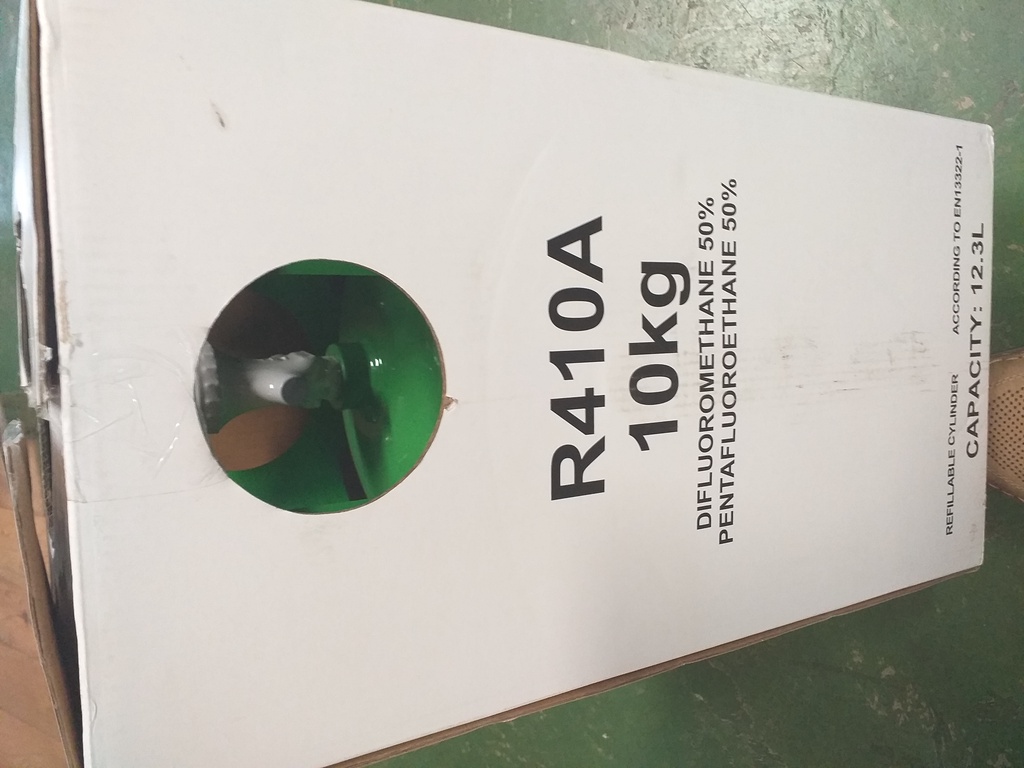 R410A
10kg
DIFLUOROMETHANE 50%
PENTAFLUOROETHANE 50%
REFILLABLE CYLINDER ACCORDING TO EN13322-1
CAPACITY: 12.3L